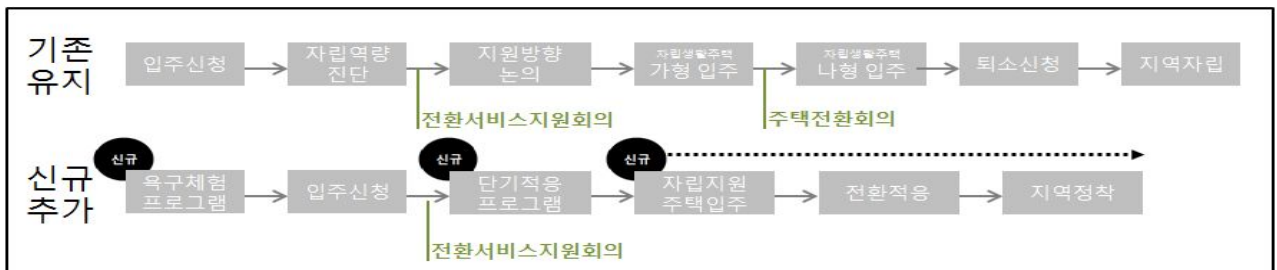 기존
유지
입주신청
자립역량
진단
지원방향
논의
자립생활주택
가형 입주
자립생활주택
나형 입주
퇴소신청
지역자립
전환서비스지원회의
주택전환회의
신규
추가
신규
욕구체험
프로그램
입주신청
신규
단기적응
프로그램
신규
자립지원
주택입주
전환적응
지역정착
전환서비스지원회의